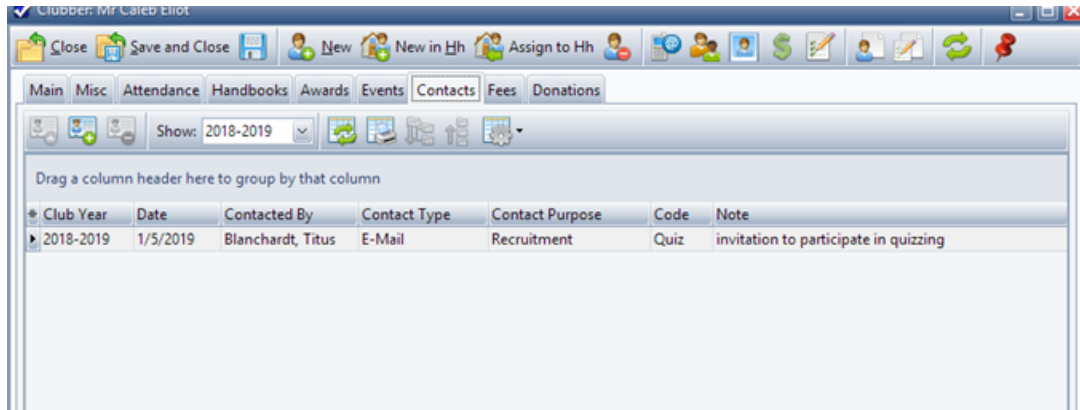 Clubber: Mr Caleb Eliot
Close Save and Close New New in Hh Assign to Hh
Main Misc Attendance Handbooks Awards Events Contacts Fees Donations
Show: 2018-2019
Drag a column header here to group by that column
Club Year Date Contacted By Contact Type Contact Purpose Code Note
2018-2019 1/5/2019 Blanchardt, Titus E-Mail Recruitment Quiz invitation to participate in quizzing